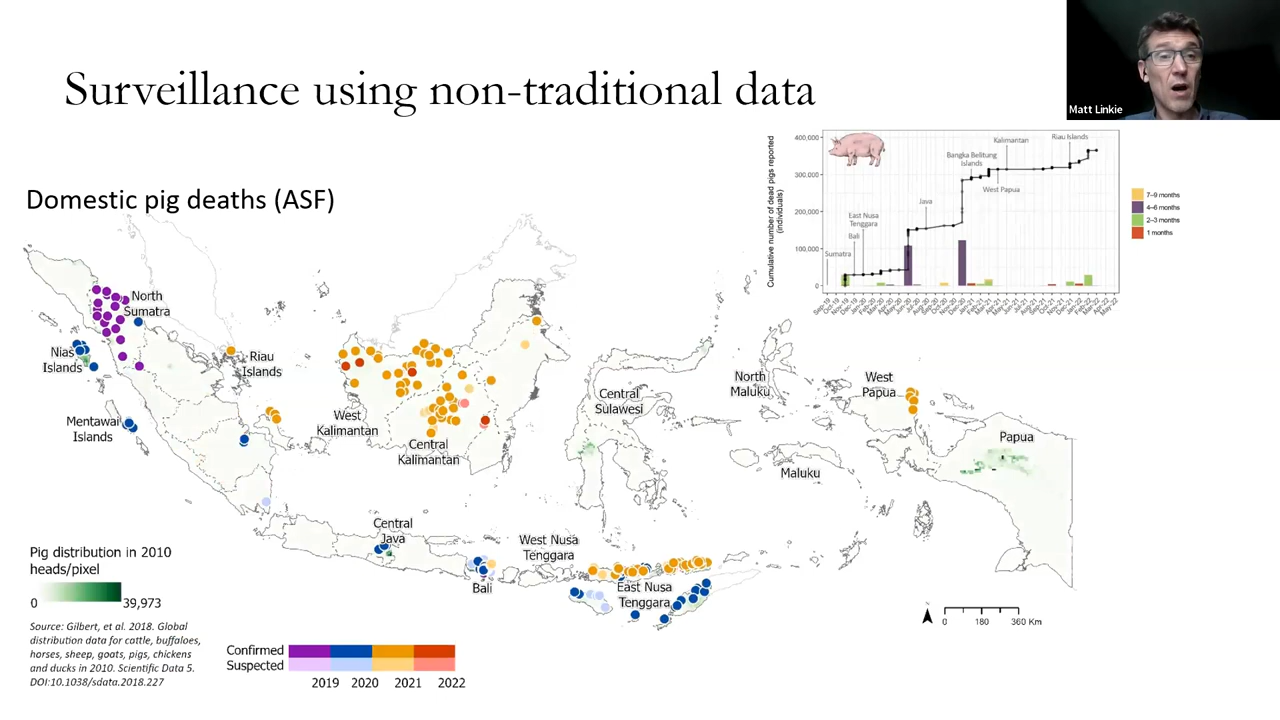 Surveillance using non-traditional data
Matt Linkie
Domestic pig deaths (ASF)
Cumulative number of dead pigs reported
(individuals)
400,000
300,000
200,000
100,000
0
Sumatra
Bali
East Nusa
Tenggara
Java
Bangka Belitung
Islands
West Papua
Kalimantan
Riau Islands
7–9 months
4–6 months
2–3 months
1 months
North
Sumatra
Nias
Islands
Riau
Islands
Mentawai
Islands
West
Kalimantan
Central
Kalimantan
Central
Sulawesi
North
Maluku
West
Papua
Papua
Maluku
Central
Java
Bali
West Nusa
Tenggara
East Nusa
Tenggara
0 180 360 Km
Pig distribution in 2010
heads/pixel
0 39,973
Source: Gilbert, et al. 2018. Global
distribution data for cattle, buffaloes,
horses, sheep, goats, pigs, chickens
and ducks in 2010. Scientific Data 5.
DOI:10.1038/sdata.2018.227
Confirmed
Suspected
2019 2020 2021 2022